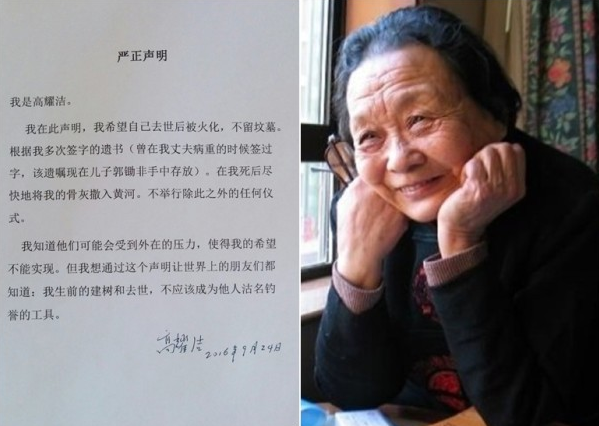 严正声明
我是高耀洁。
我在此声明，我希望自己去世后被火化，不留坟墓。
根据我多次签字的遗书（曾在我丈夫病重的时候签过
字，该遗嘱现在儿子郭锄非手中存放）。在我死后尽
快地将我的骨灰撒入黄河。不举行除此之外的任何仪
式。
我知道他们可能会受到外在的压力，使得我的希望
不能实现。但我想通过这个声明让世界上的朋友们都
知道：我生前的建树和去世，不应该成为他人沽名钓
誉的工具。
高耀洁 2016年9月24日